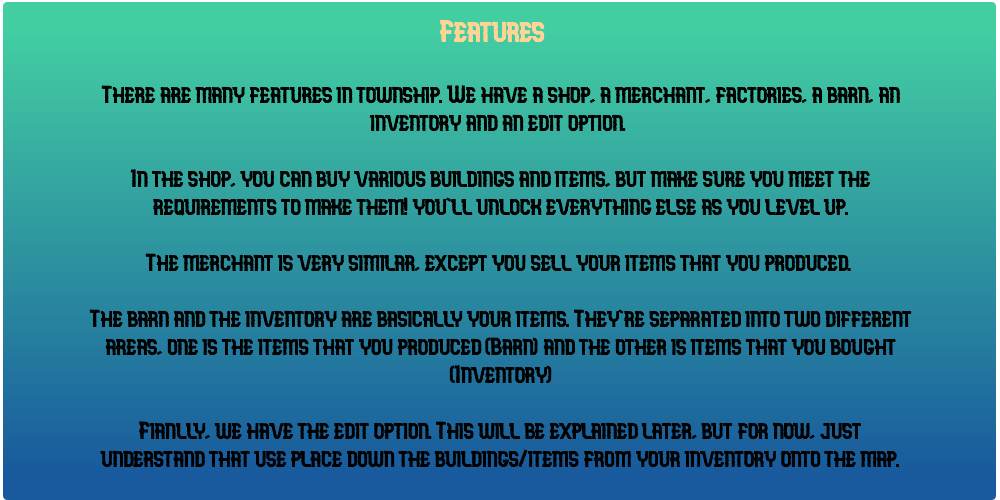 Features
There are many features in township. We have a shop, a merchant, factories, a barn, an
inventory and an edit option.
In the shop, you can buy various buildings and items, but make sure you meet the
requirements to make them! you'll unlock everything else as you level up.
The merchant is very similar, except you sell your items that you produced.
The barn and the inventory are basically your items. They're separated into two different
areas, one is the items that you produced (Barn) and the other is items that you bought
(Inventory)
Fianlly, we have the edit option. This will be explained later, but for now, just
understand that use place down the buildings/items from your inventory onto the map.